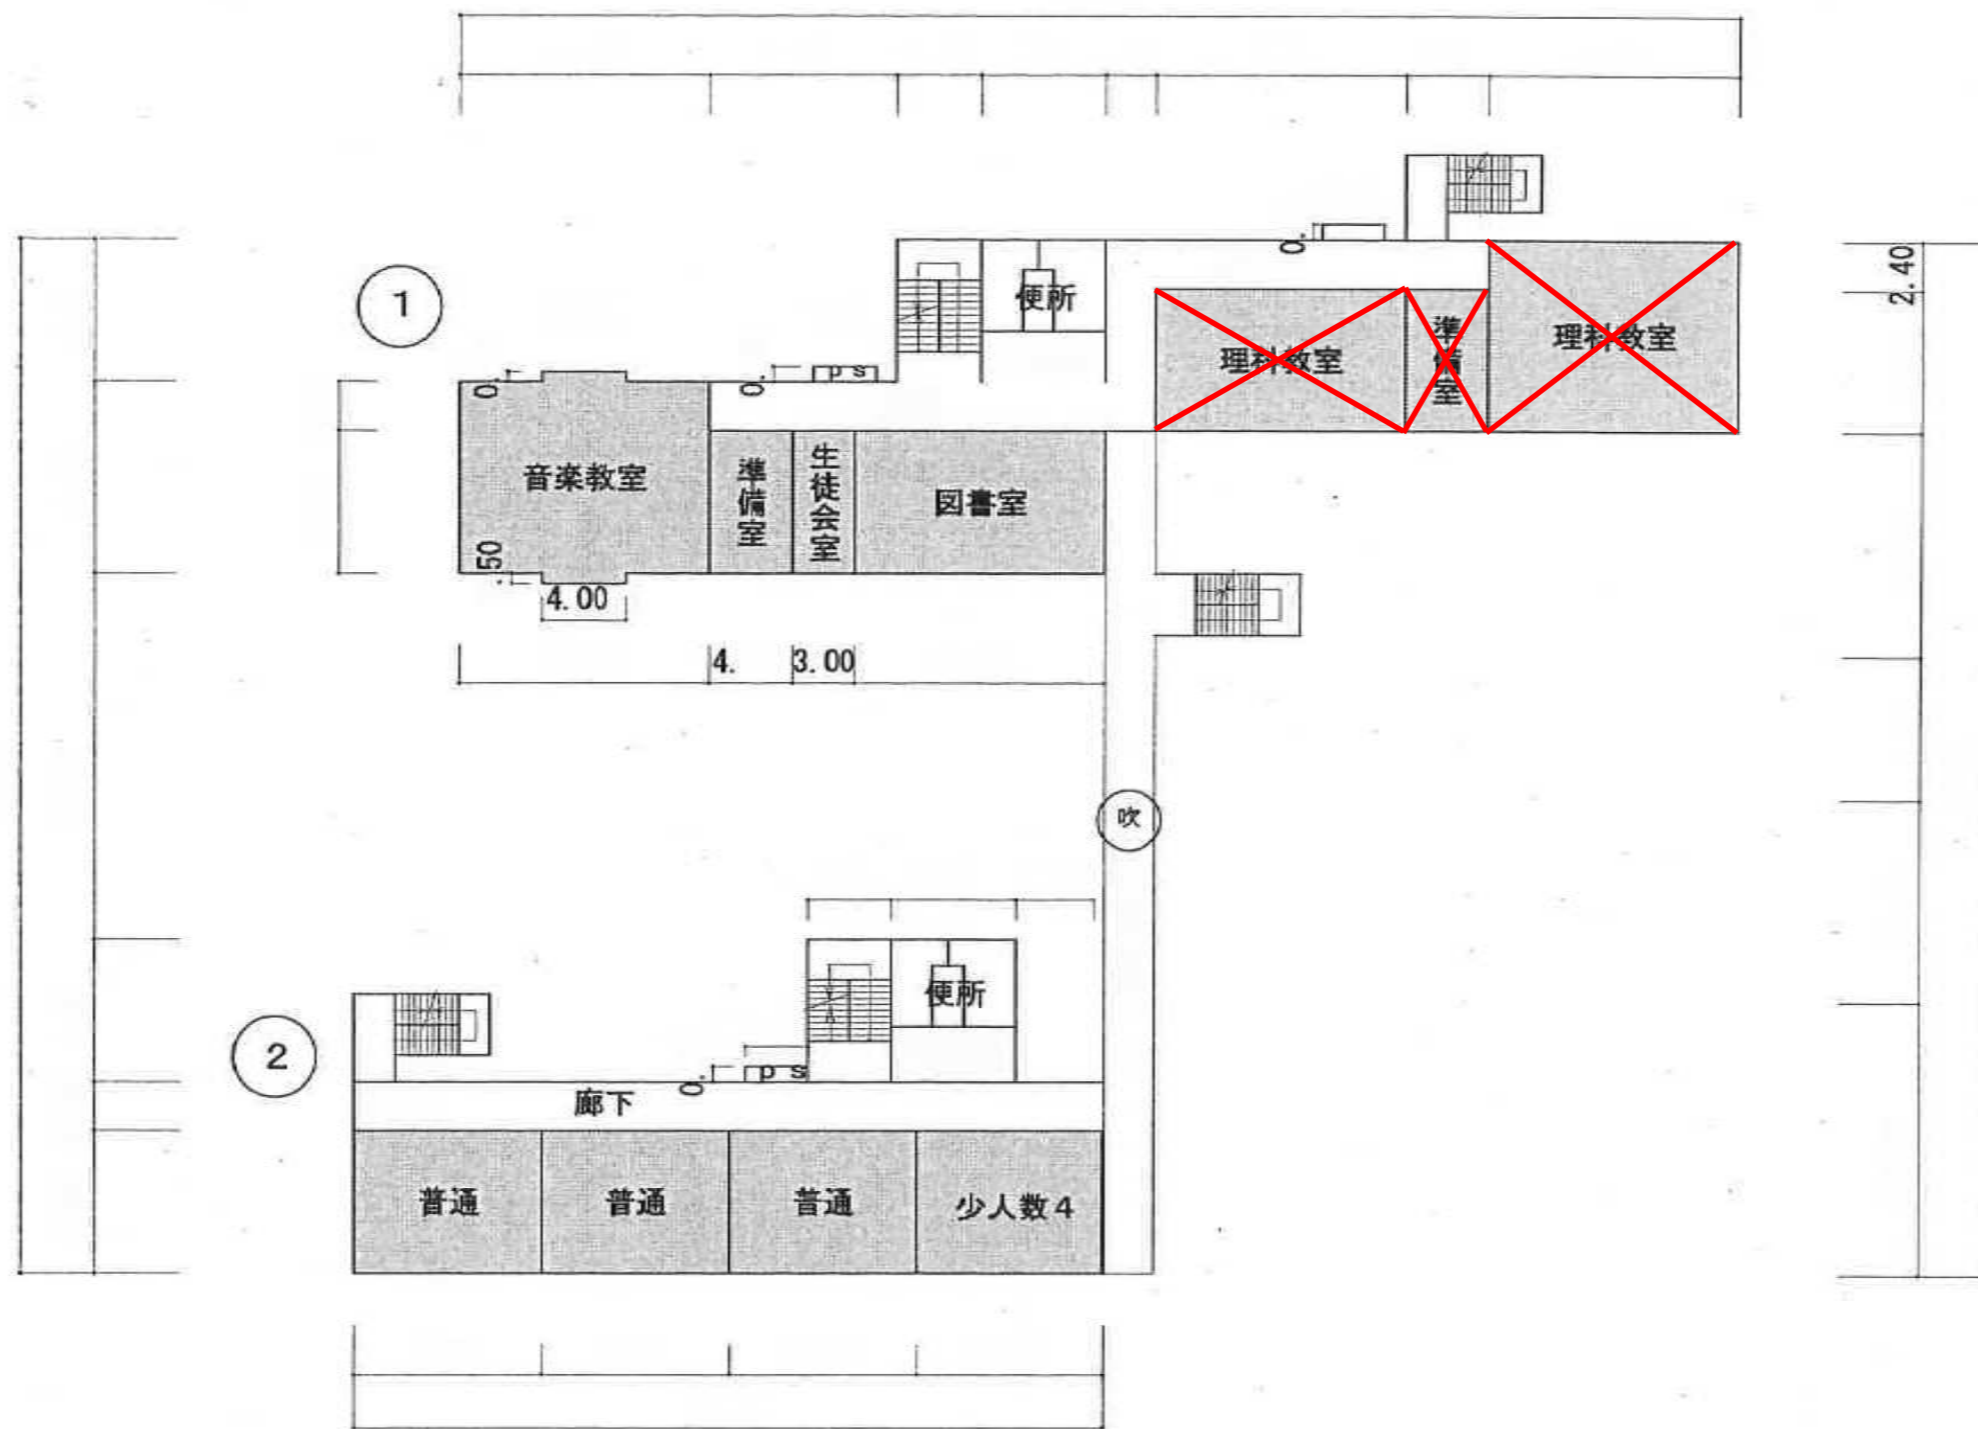 2.40
0.
便所
1
理科教室
準備室
理科教室
0.
0.
ps
音楽教室
準備室
生徒会室
図書室
.50
4.00
4.
3.00
吹
便所
2
0.
ps
廊下
普通
普通
普通
少人数4